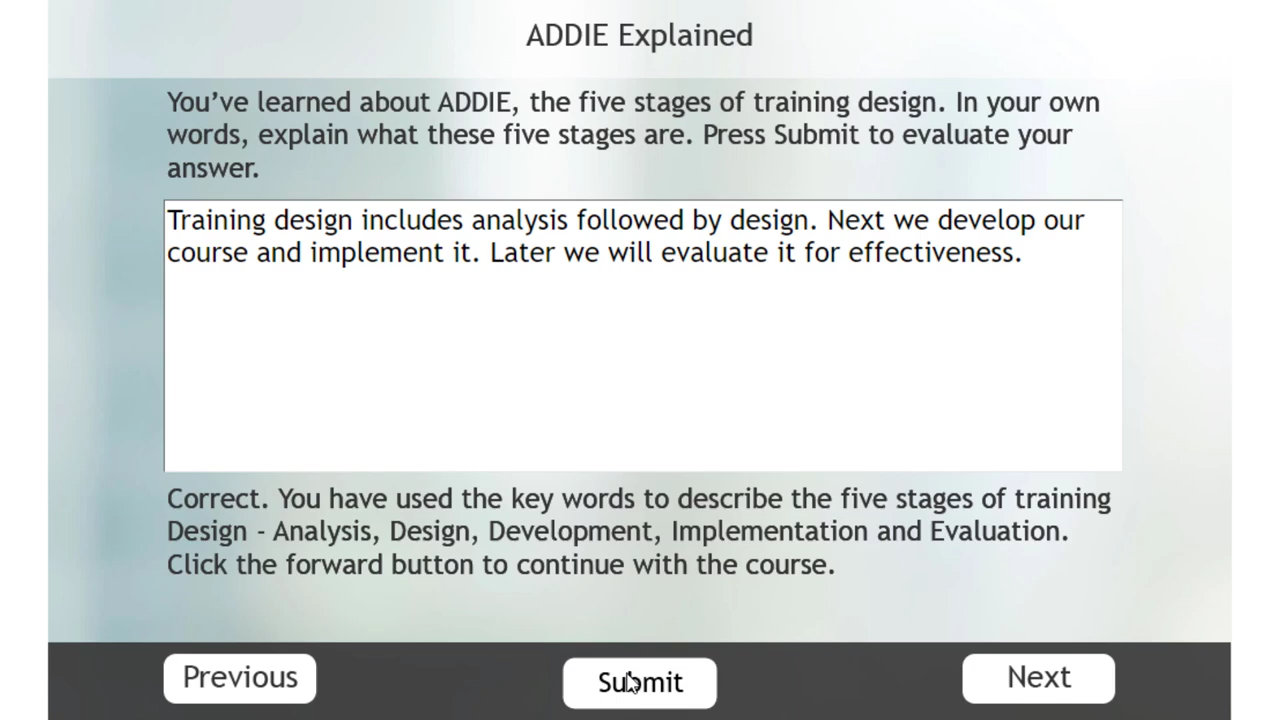 ADDIE Explained
You’ve learned about ADDIE, the five stages of training design. In your own
words, explain what these five stages are. Press Submit to evaluate your
answer.
Training design includes analysis followed by design. Next we develop our
course and implement it. Later we will evaluate it for effectiveness.
Correct. You have used the key words to describe the five stages of training
Design - Analysis, Design, Development, Implementation and Evaluation.
Click the forward button to continue with the course.
Previous
Submit
Next